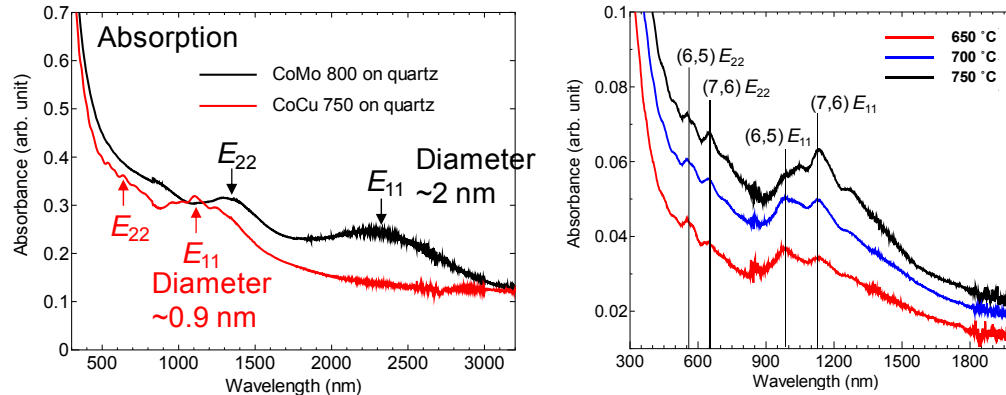 Absorption
CoMo 800 on quartz
CoCu 750 on quartz
E22
E11
Diameter
~2 nm
E22
E11
Diameter
~0.9 nm
Absorbance (arb. unit)
0.7
0.6
0.5
0.4
0.3
0.2
0.1
0
500 1000 1500 2000 2500 3000
Wavelength (nm)
650 ˚C
700 ˚C
750 ˚C
(6,5) E22
(7,6) E22
(6,5) E11
(7,6) E11
Absorbance (arb. unit)
0.1
0.08
0.06
0.04
0.02
300 600 900 1200 1500 1800
Wavelength (nm)